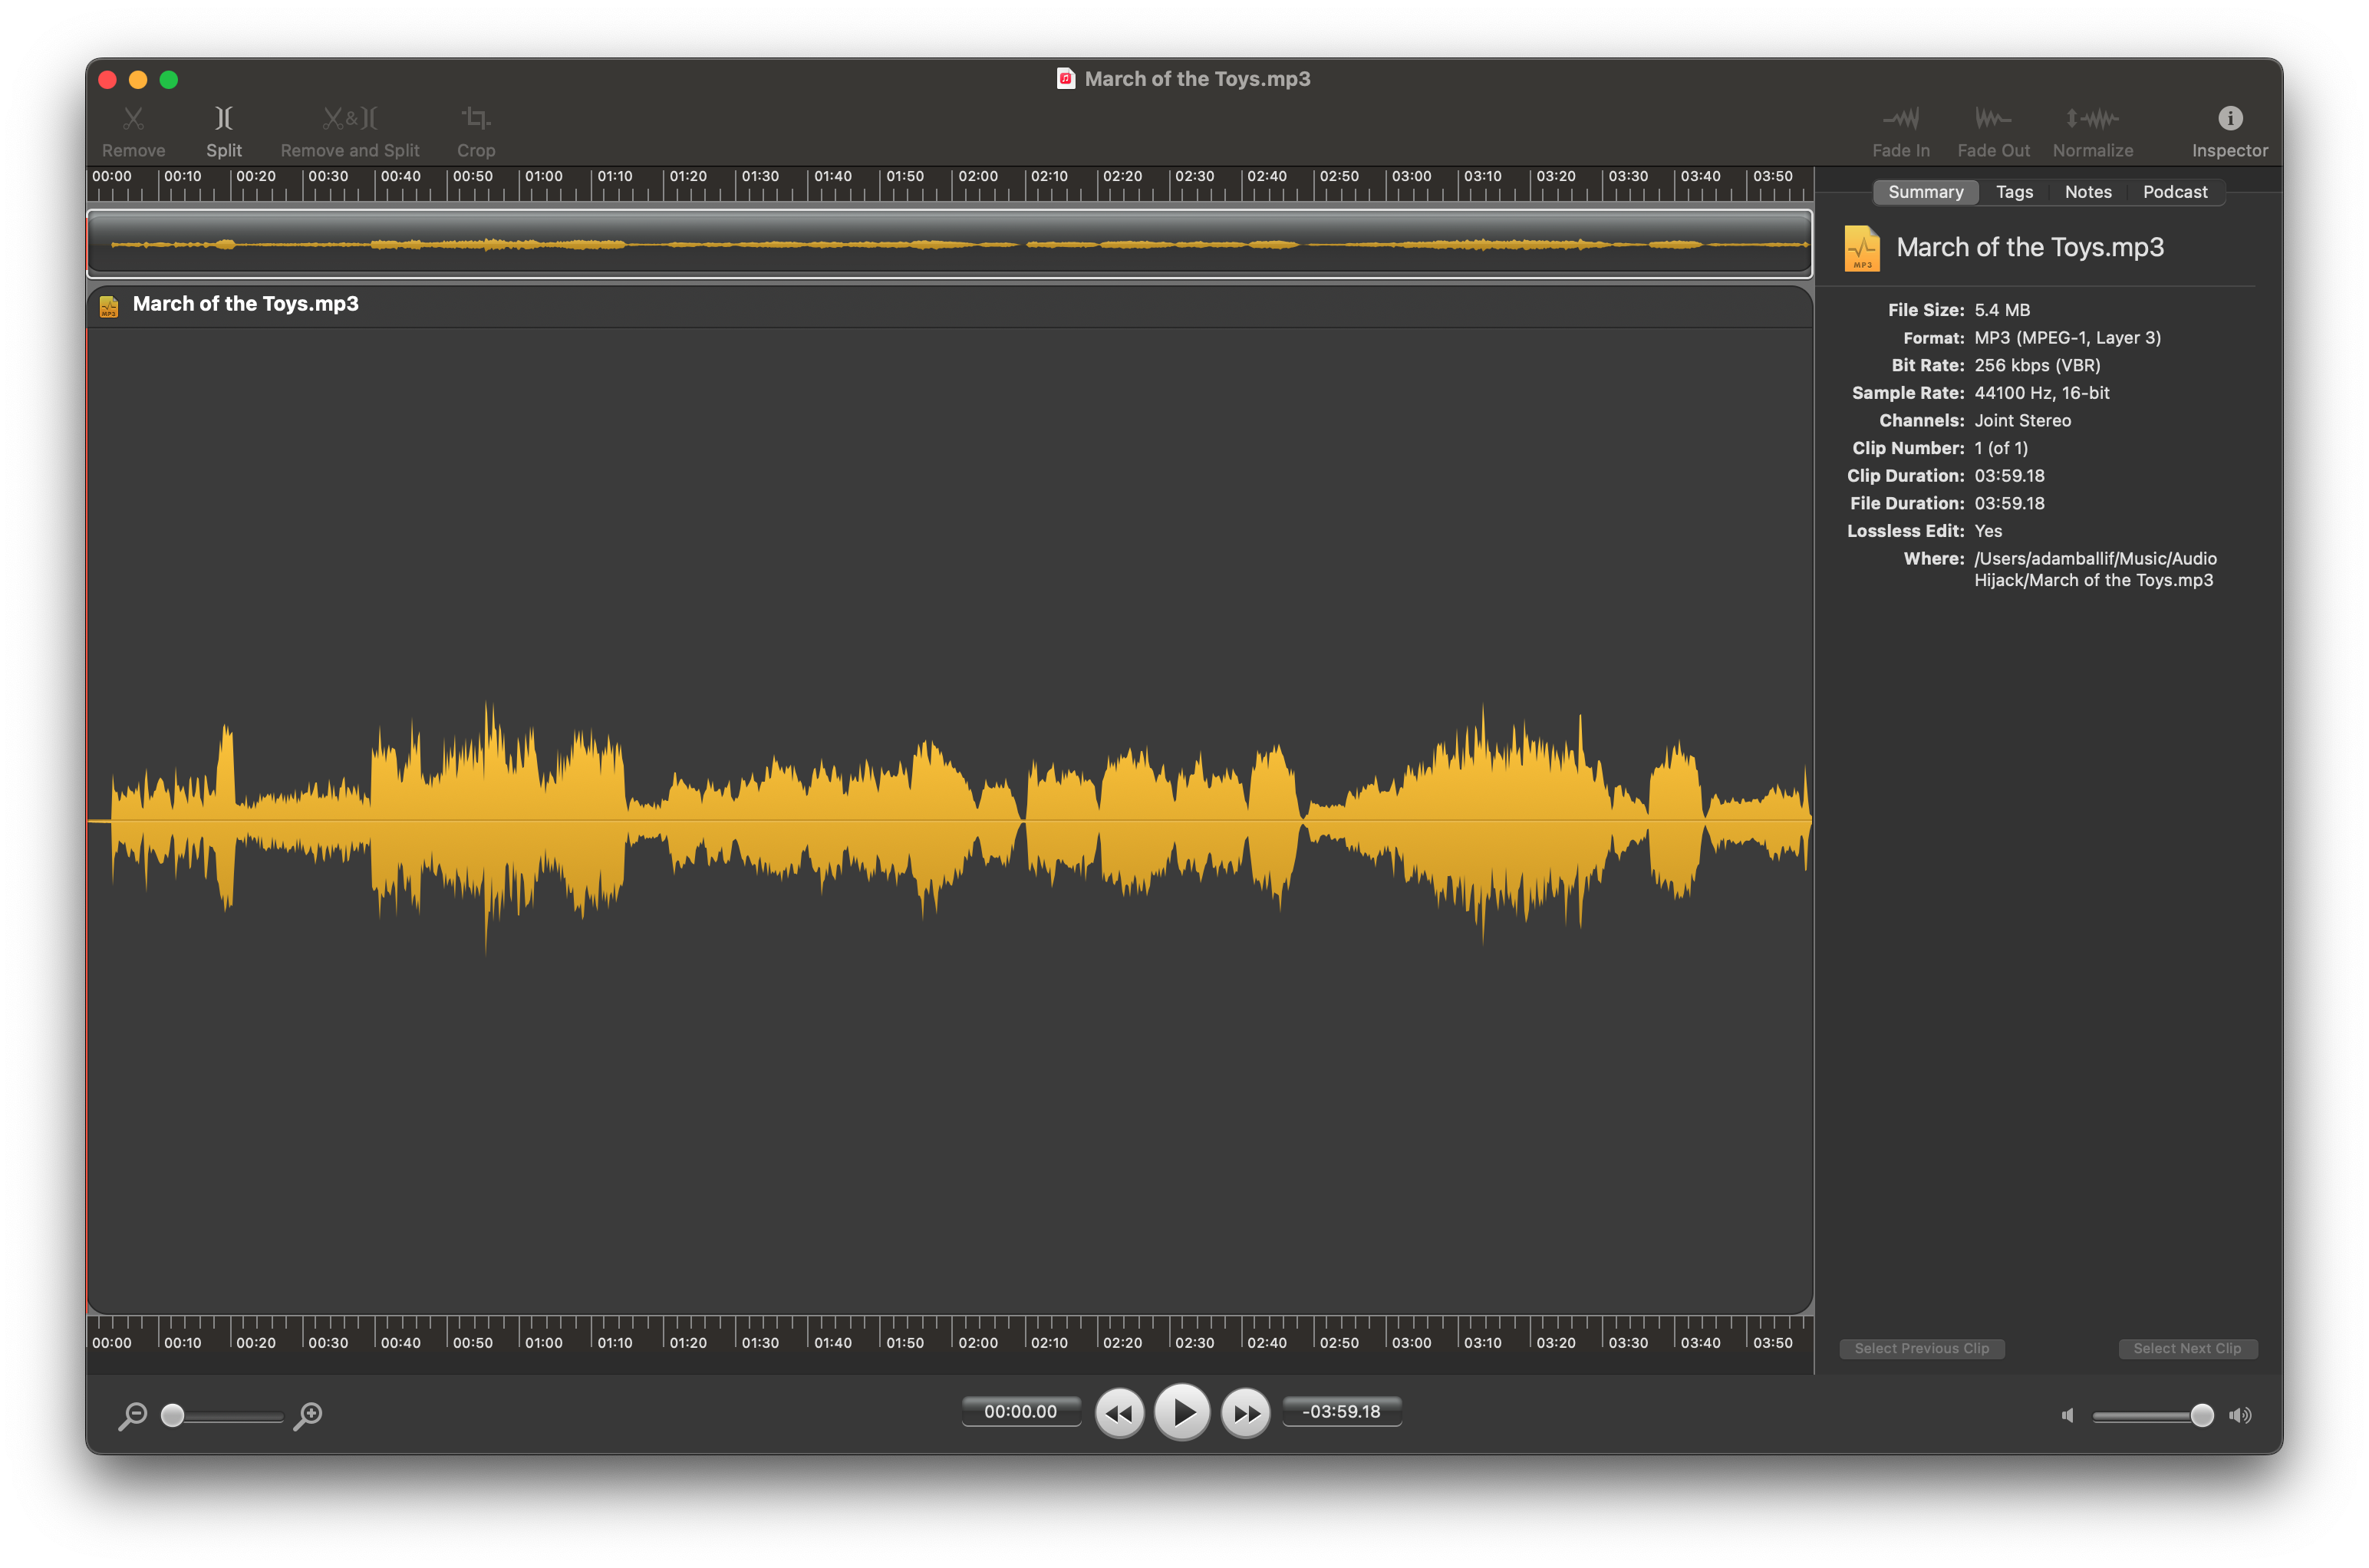 March of the Toys.mp3
Remove Split Remove and Split Crop Fade In Fade Out Normalize Inspector
00:00 00:10 00:20 00:30 00:40 00:50 01:00 01:10 01:20 01:30 01:40 01:50 02:00 02:10 02:20 02:30 02:40 02:50 03:00 03:10 03:20 03:30 03:40 03:50
March of the Toys.mp3
Summary Tags Notes Podcast
MP3 March of the Toys.mp3
File Size: 5.4 MB
Format: MP3 (MPEG-1, Layer 3)
Bit Rate: 256 kbps (VBR)
Sample Rate: 44100 Hz, 16-bit
Channels: Joint Stereo
Clip Number: 1 (of 1)
Clip Duration: 03:59.18
File Duration: 03:59.18
Lossless Edit: Yes
Where: /Users/adamballif/Music/Audio
Hijack/March of the Toys.mp3
Select Previous Clip Select Next Clip
00:00 00:10 00:20 00:30 00:40 00:50 01:00 01:10 01:20 01:30 01:40 01:50 02:00 02:10 02:20 02:30 02:40 02:50 03:00 03:10 03:20 03:30 03:40 03:50
00:00.00 -03:59.18